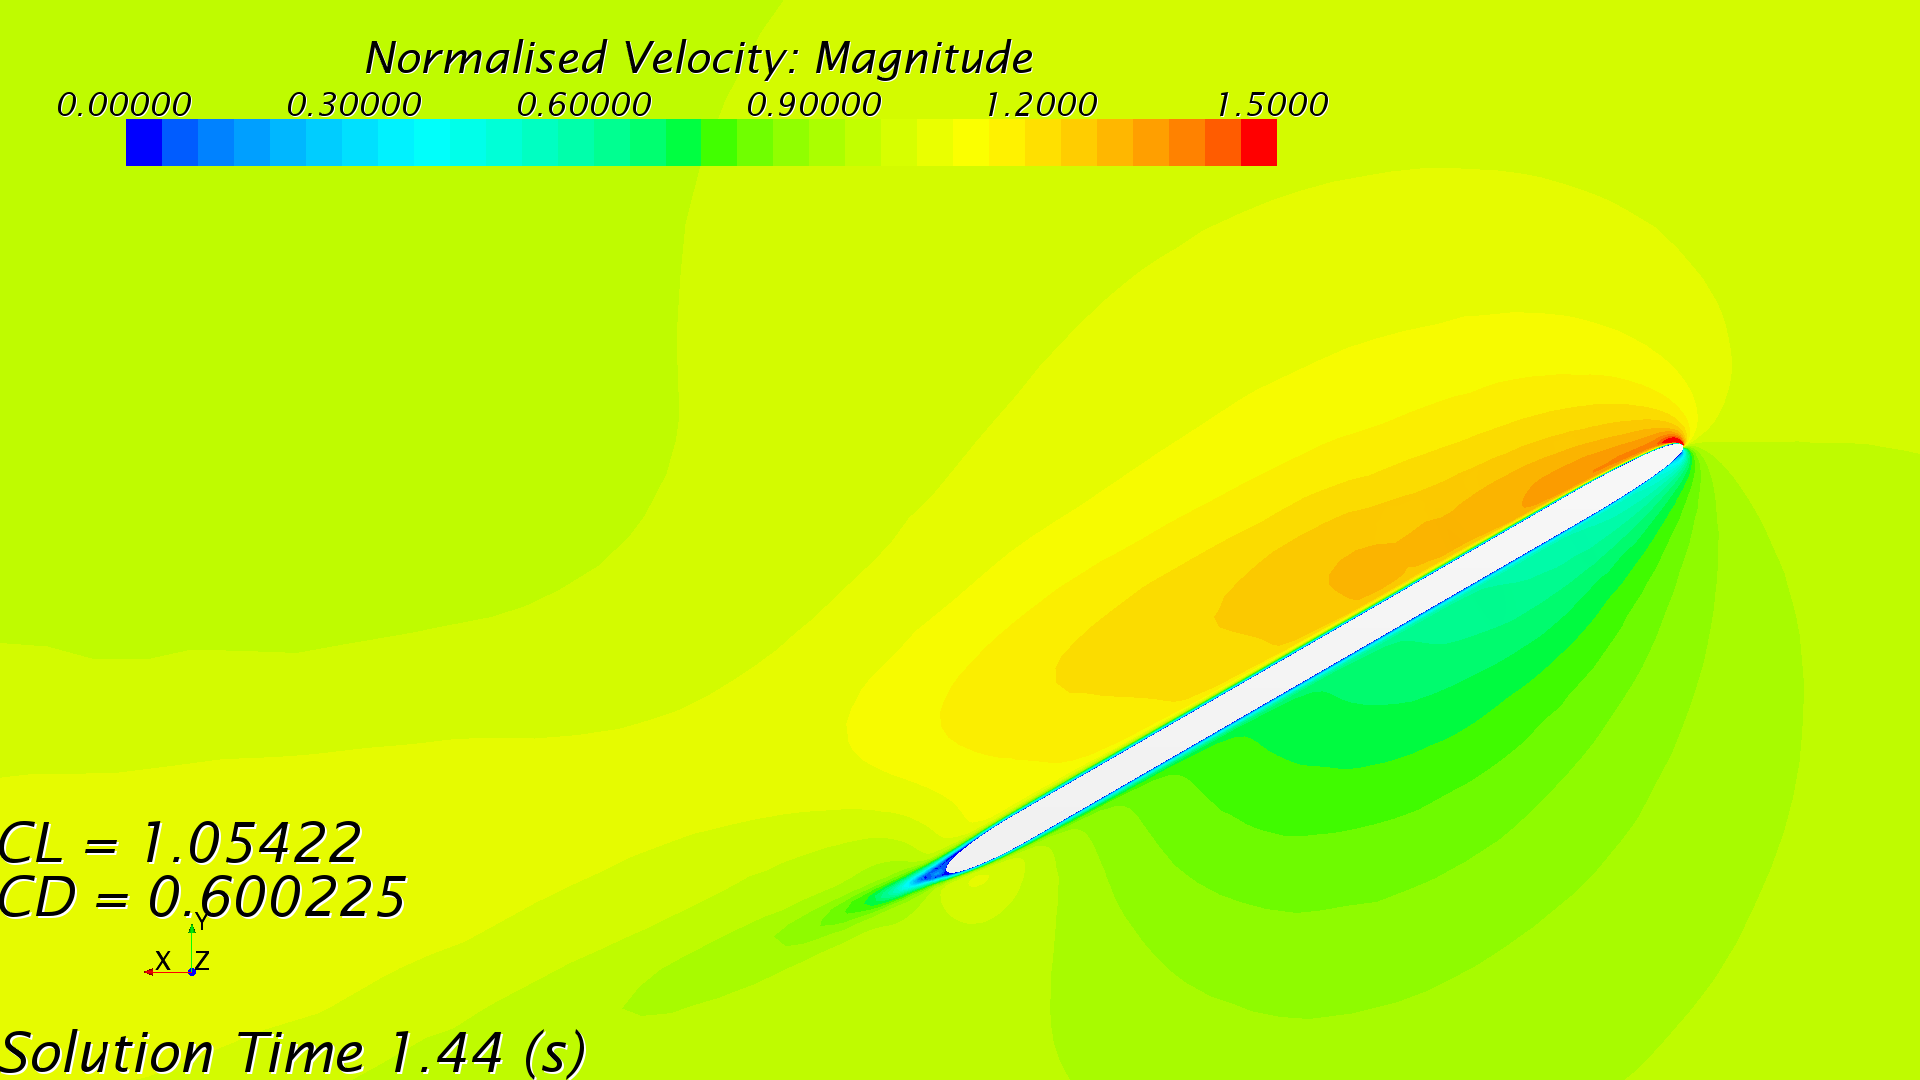 Normalised Velocity: Magnitude
0.00000 0.30000 0.60000 0.90000 1.2000 1.5000
CL = 1.05422
CD = 0.600225
Y
X Z
Solution Time 1.44 (s)